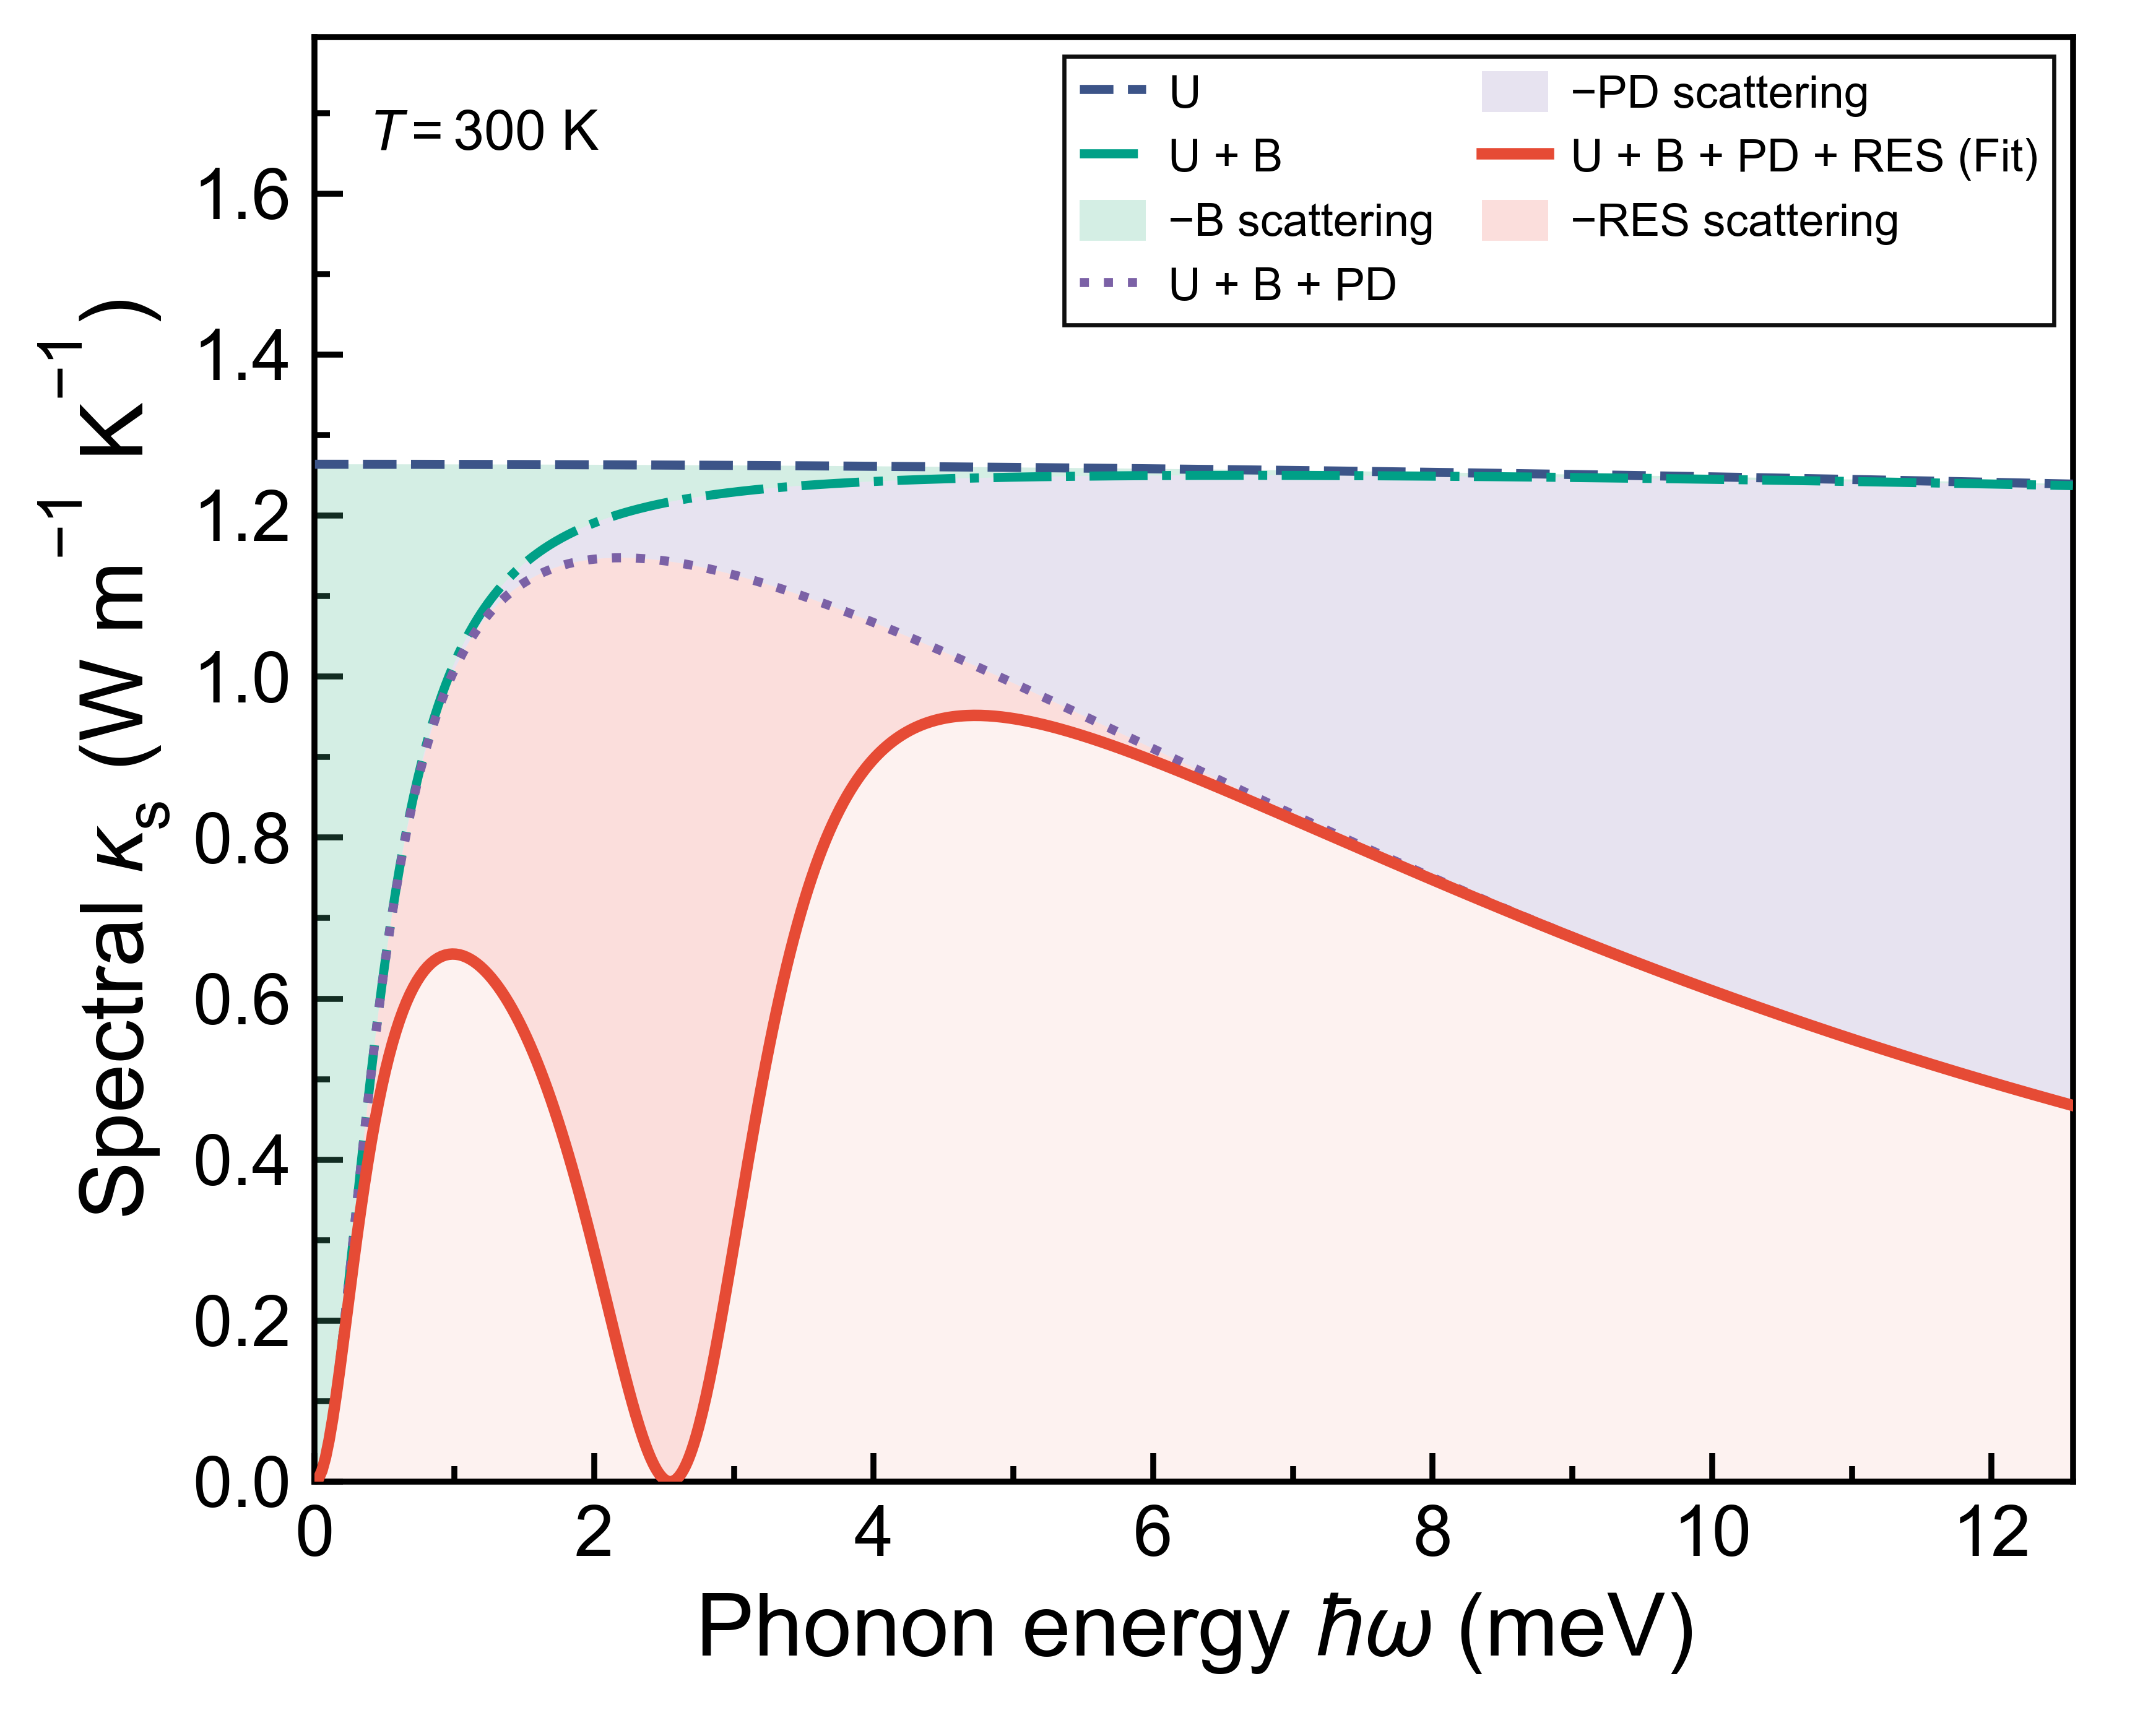 T = 300 K
U
U + B
−B scattering
U + B + PD
−PD scattering
U + B + PD + RES (Fit)
−RES scattering
Spectral κs (W m−1 K−1)
1.6
1.4
1.2
1.0
0.8
0.6
0.4
0.2
0.0
0 2 4 6 8 10 12
Phonon energy ħω (meV)